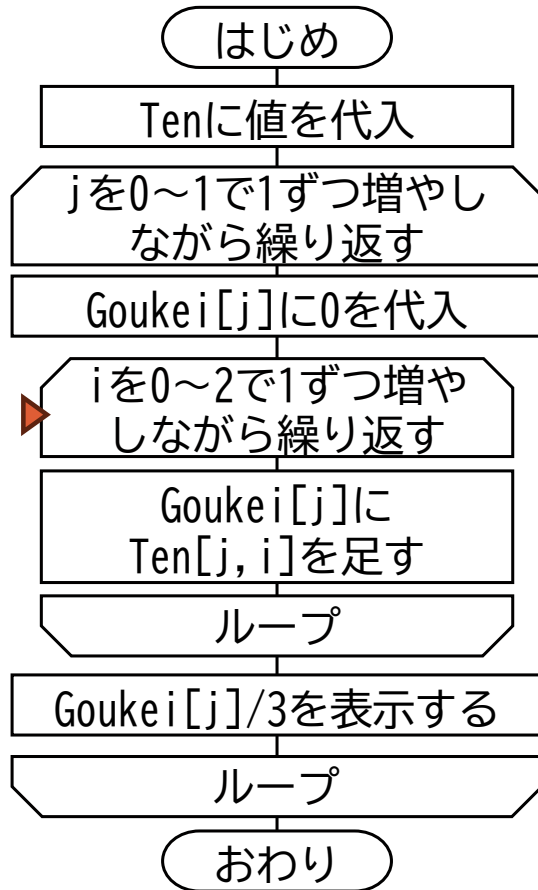 はじめ
Tenに値を代入
jを0～1で1ずつ増やし
ながら繰り返す
Goukei[j]に0を代入
iを0～2で1ずつ増や
しながら繰り返す
Goukei[j]に
Ten[j,i]を足す
ループ
Goukei[j]/3を表示する
ループ
おわり